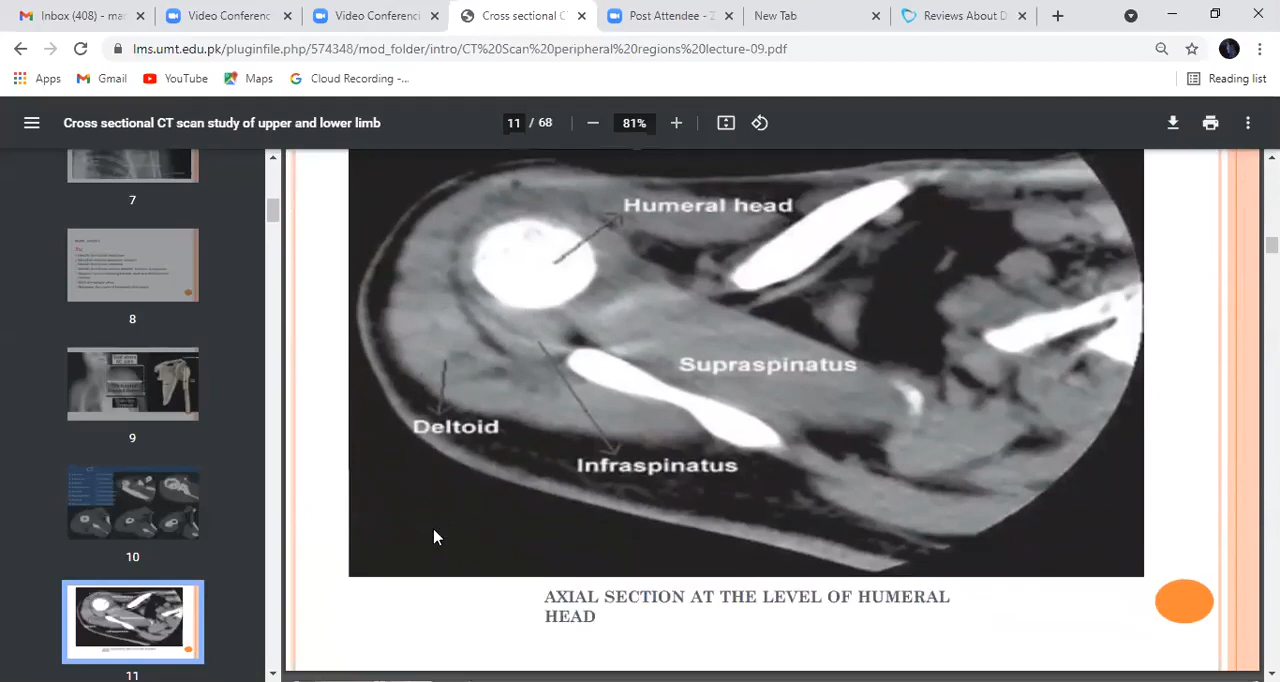 Inbox (408) - ma
Video Conferenc
Video Conferenci
Cross sectional C
Post Attendee - Z
New Tab
Reviews About D
lms.umt.edu.pk/pluginfile.php/574348/mod_folder/intro/CT%20Scan%20peripheral%20regions%20lecture-09.pdf
Apps
Gmail
YouTube
Maps
Cloud Recording -...
Reading list
Cross sectional CT scan study of upper and lower limb
11 / 68
81%
7
8
9
10
11
Humeral head
Supraspinatus
Deltoid
Infraspinatus
AXIAL SECTION AT THE LEVEL OF HUMERAL
HEAD